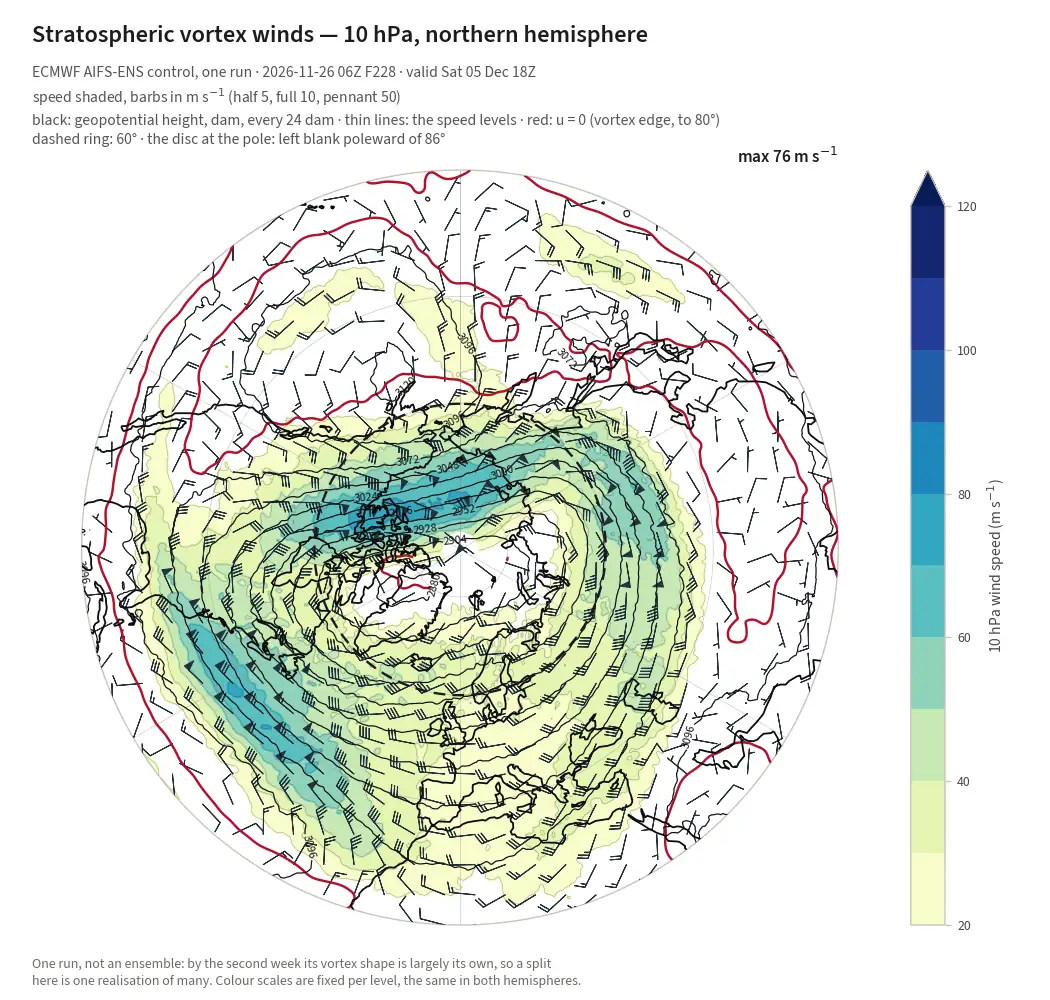 Stratospheric vortex winds — 10 hPa, northern hemisphere
ECMWF AIFS-ENS control, one run · 2026-11-26 06Z F228 · valid Sat 05 Dec 18Z
speed shaded, barbs in m s⁻¹ (half 5, full 10, pennant 50)
black: geopotential height, dam, every 24 dam · thin lines: the speed levels · red: u = 0 (vortex edge, to 80°)
dashed ring: 60° · the disc at the pole: left blank poleward of 86°
max 76 m s⁻¹
120
100
80
60
40
20
10 hPa wind speed (m s⁻¹)
3096
3072
3072
3024
2952
2928
2904
3096
3096
One run, not an ensemble: by the second week its vortex shape is largely its own, so a split
here is one realisation of many. Colour scales are fixed per level, the same in both hemispheres.